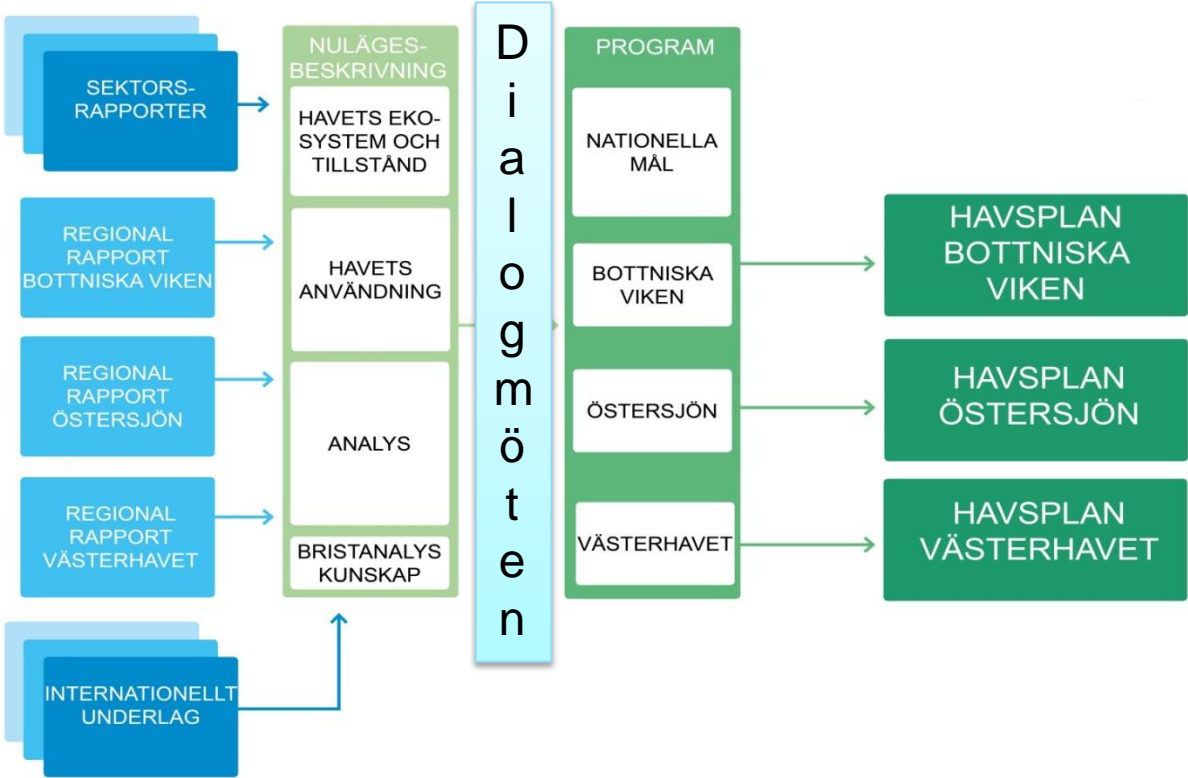 SEKTORS-
RAPPORTER
REGIONAL
RAPPORT
BOTTNISKA VIKEN
REGIONAL
RAPPORT
ÖSTERSJÖN
REGIONAL
RAPPORT
VÄSTERHAVET
INTERNATIONELLT
UNDERLAG
NULÄGES-
BESKRIVNING
HAVETS EKO-
SYSTEM OCH
TILLSTÅND
HAVETS
ANVÄNDNING
ANALYS
BRISTANALYS
KUNSKAP
D
i
a
l
o
g
m
ö
t
e
n
PROGRAM
NATIONELLA
MÅL
BOTTNISKA
VIKEN
ÖSTERSJÖN
VÄSTERHAVET
HAVSPLAN
BOTTNISKA
VIKEN
HAVSPLAN
ÖSTERSJÖN
HAVSPLAN
VÄSTERHAVET